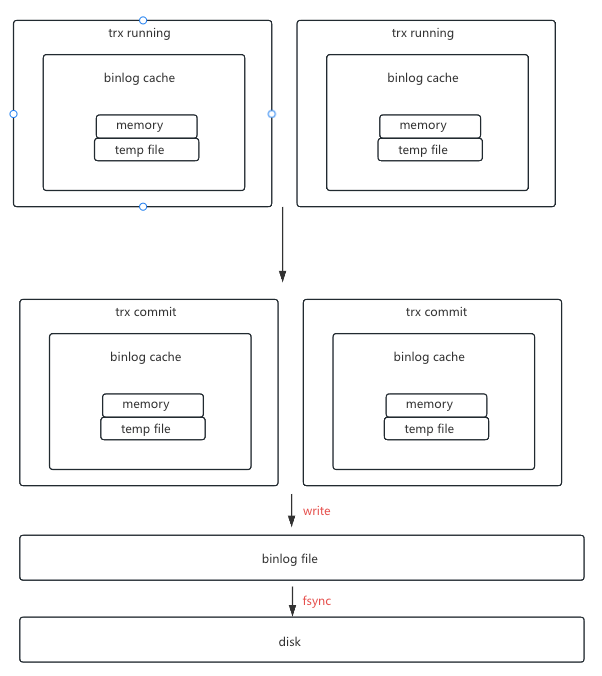 trx running
binlog cache
memory
temp file
trx running
binlog cache
memory
temp file
trx commit
binlog cache
memory
temp file
trx commit
binlog cache
memory
temp file
write
binlog file
fsync
disk